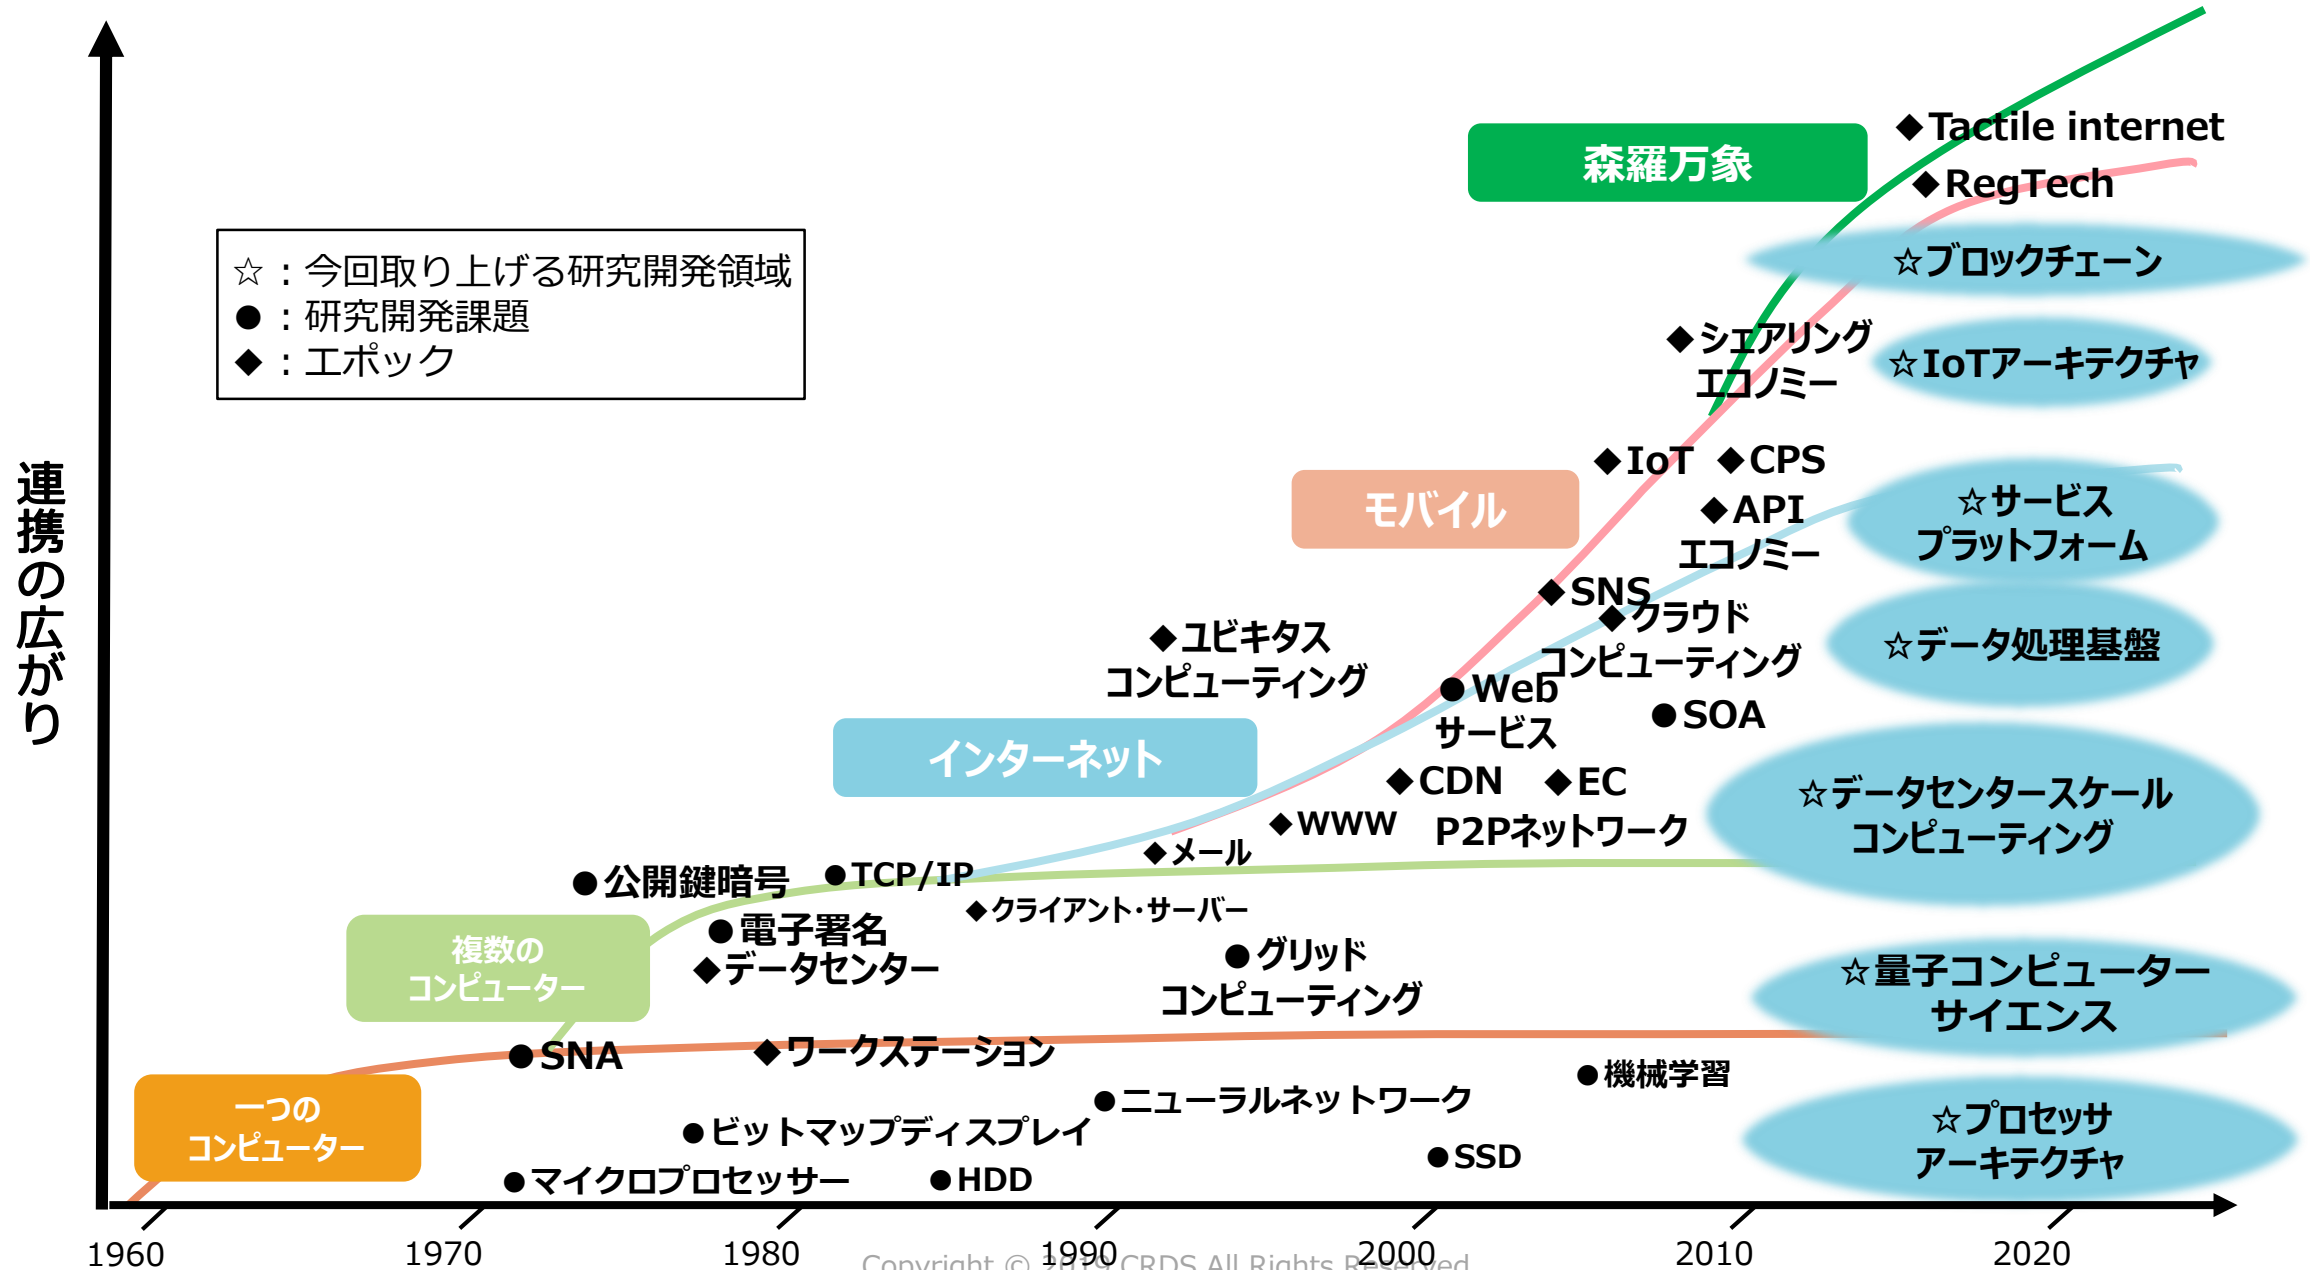 ◆Tactile internet
森羅万象
◆RegTech
☆：今回取り上げる研究開発領域
●：研究開発課題
◆：エポック
☆ブロックチェーン
◆シェアリング
エコノミー
☆IoTアーキテクチャ
連携の広がり
◆IoT
◆CPS
モバイル
◆API
エコノミー
☆サービス
プラットフォーム
◆SNS
◆クラウド
コンピューティング
◆ユビキタス
コンピューティング
☆データ処理基盤
●Web
サービス
●SOA
インターネット
◆CDN
◆EC
☆データセンタースケール
コンピューティング
◆WWW
P2Pネットワーク
◆メール
●公開鍵暗号
●TCP/IP
◆クライアント・サーバー
複数の
コンピューター
●電子署名
◆データセンター
●グリッド
コンピューティング
☆量子コンピューター
サイエンス
●SNA
◆ワークステーション
●機械学習
一つの
コンピューター
●ニューラルネットワーク
●ビットマップディスプレイ
☆プロセッサ
アーキテクチャ
●SSD
●マイクロプロセッサー
●HDD
1960
1970
1980
1990
2000
2010
2020
Copyright © 2019 CRDS All Rights Reserved